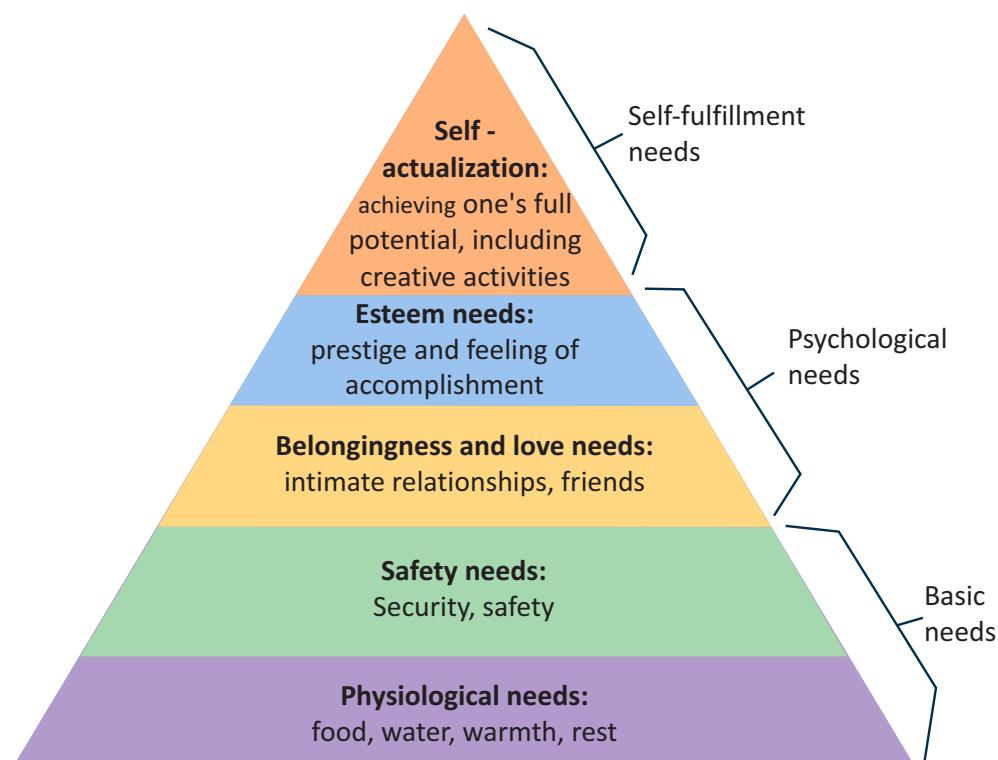 Self -
actualization:
achieving one's full
potential, including
creative activities
Self-fulfillment
needs
Esteem needs:
prestige and feeling of
accomplishment
Psychological
needs
Belongingness and love needs:
intimate relationships, friends
Safety needs:
Security, safety
Basic
needs
Physiological needs:
food, water, warmth, rest